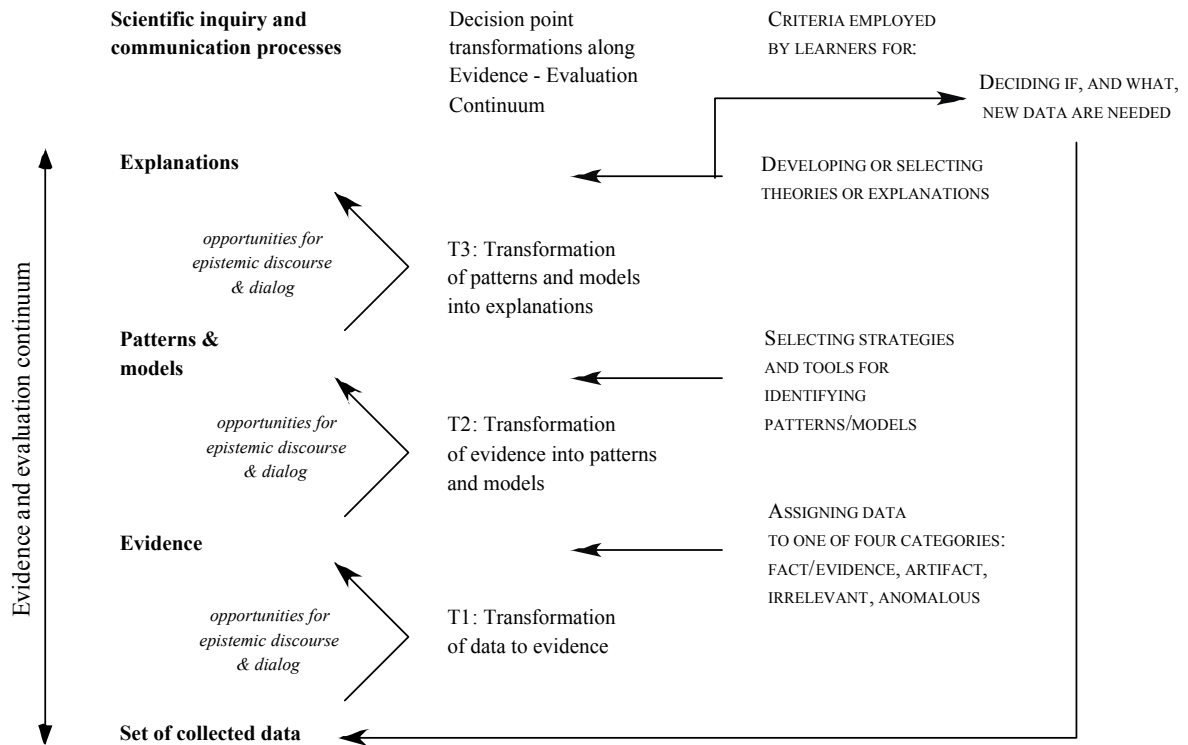 Scientific inquiry and
communication processes
Decision point
transformations along
Evidence - Evaluation
Continuum
CRITERIA EMPLOYED
BY LEARNERS FOR:
DECIDING IF, AND WHAT,
NEW DATA ARE NEEDED
Evidence and evaluation continuum
Explanations
DEVELOPING OR SELECTING
THEORIES OR EXPLANATIONS
opportunities for
epistemic discourse
& dialog
T3: Transformation
of patterns and models
into explanations
Patterns &
models
SELECTING STRATEGIES
AND TOOLS FOR
IDENTIFYING
PATTERNS/MODELS
opportunities for
epistemic discourse
& dialog
T2: Transformation
of evidence into patterns
and models
Evidence
ASSIGNING DATA
TO ONE OF FOUR CATEGORIES:
FACT/EVIDENCE, ARTIFACT,
IRRELEVANT, ANOMALOUS
opportunities for
epistemic discourse
& dialog
T1: Transformation
of data to evidence
Set of collected data